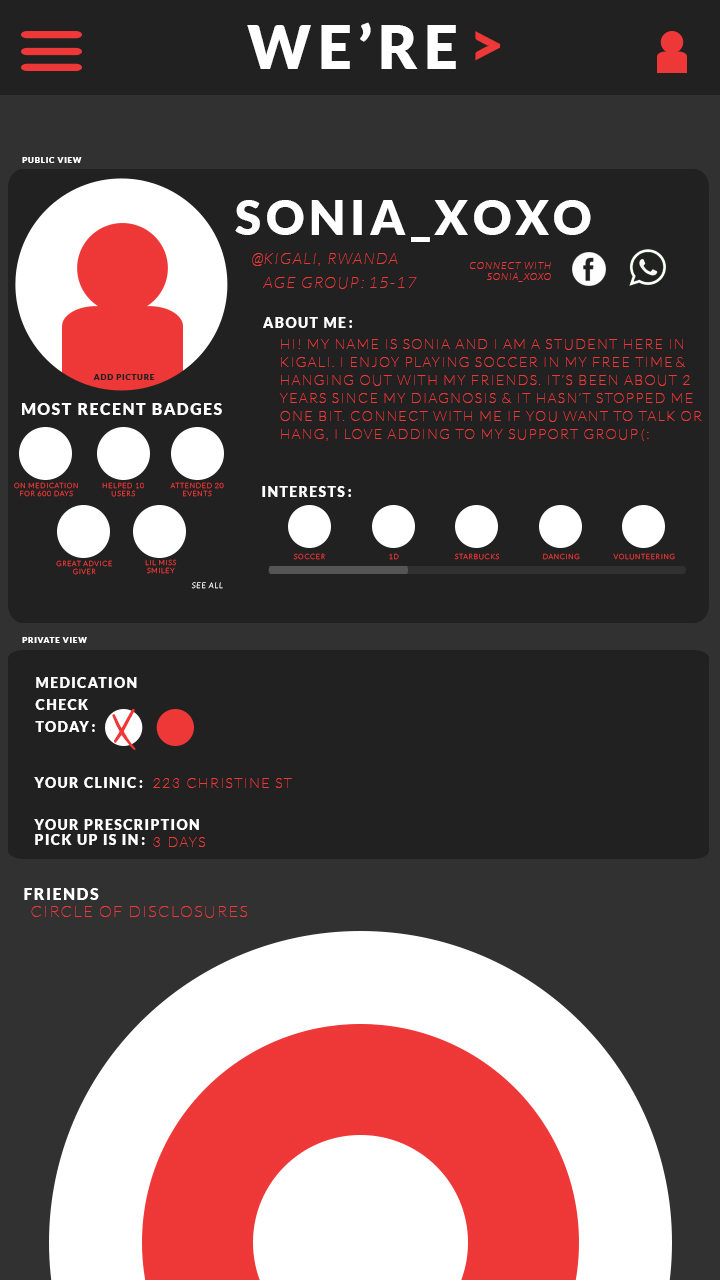 WE'RE >
PUBLIC VIEW
SONIA_XOXO
@KIGALI, RWANDA
AGE GROUP: 15-17
CONNECT WITH
SONIA_XOXO
ADD PICTURE
ABOUT ME:
HI! MY NAME IS SONIA AND I AM A STUDENT HERE IN
KIGALI. I ENJOY PLAYING SOCCER IN MY FREE TIME&
HANGING OUT WITH MY FRIENDS. IT'S BEEN ABOUT 2
YEARS SINCE MY DIAGNOSIS & IT HASN'T STOPPED ME
ONE BIT. CONNECT WITH ME IF YOU WANT TO TALK OR
HANG, I LOVE ADDING TO MY SUPPORT GROUP(:
MOST RECENT BADGES
ON MEDICATION
FOR 600 DAYS
HELPED 10
USERS
ATTENDED 20
EVENTS
GREAT ADVICE
GIVER
LIL MISS
SMILEY
SEE ALL
INTERESTS:
SOCCER
1D
STARBUCKS
DANCING
VOLUNTEERING
PRIVATE VIEW
MEDICATION
CHECK
TODAY: X
YOUR CLINIC: 223 CHRISTINE ST
YOUR PRESCRIPTION
PICK UP IS IN: 3 DAYS
FRIENDS
CIRCLE OF DISCLOSURES